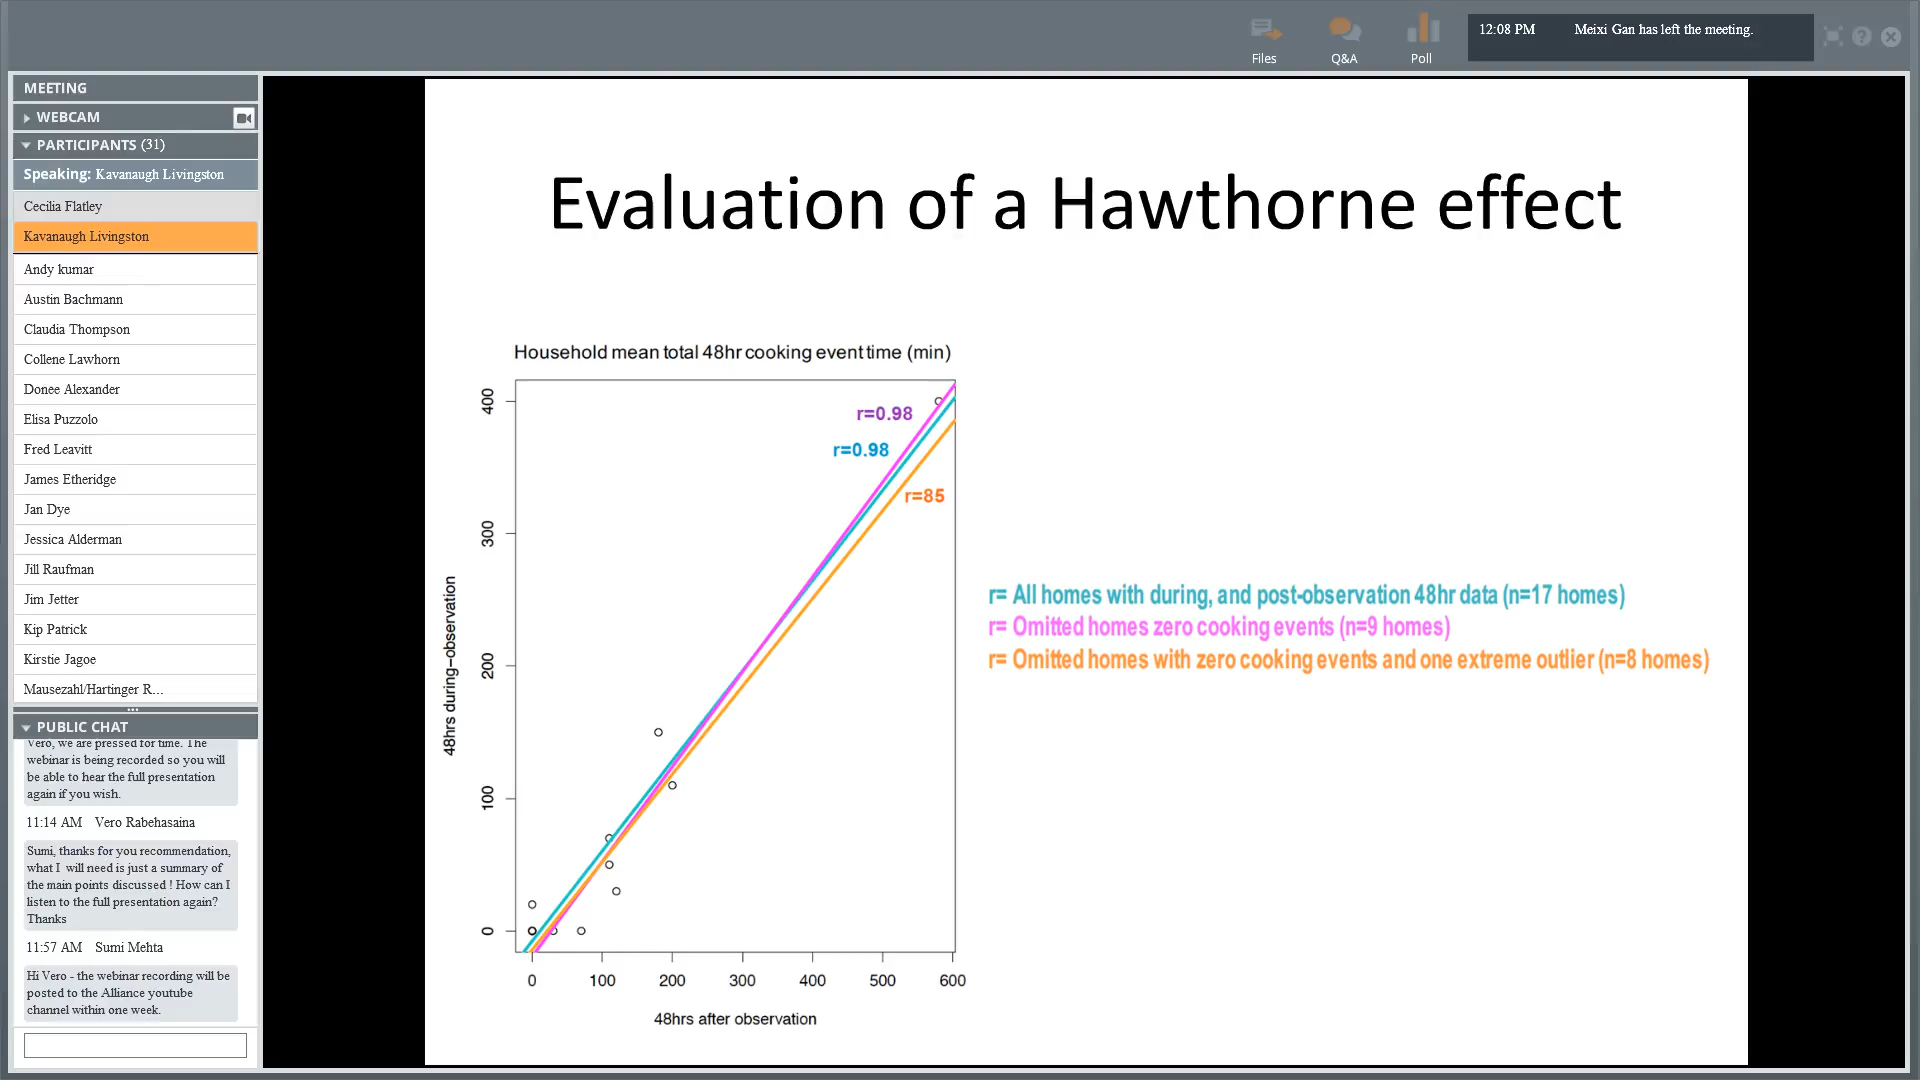 Files
Q&A
Poll
12:08 PM Meixi Gan has left the meeting.
MEETING
WEBCAM
PARTICIPANTS (31)
Speaking: Kavanaugh Livingston
Cecilia Flatley
Kavanaugh Livingston
Andy kumar
Austin Bachmann
Claudia Thompson
Collene Lawhorn
Donee Alexander
Elisa Puzzolo
Fred Leavitt
James Etheridge
Jan Dye
Jessica Alderman
Jill Raufman
Jim Jetter
Kip Patrick
Kirstie Jagoe
Mausezahl/Hartinger R...
PUBLIC CHAT
Vero, we are pressed for time. The
webinar is being recorded so you will
be able to hear the full presentation
again if you wish.
11:14 AM Vero Rabehasaina
Sumi, thanks for you recommendation,
what I will need is just a summary of
the main points discussed ! How can I
listen to the full presentation again?
Thanks
11:57 AM Sumi Mehta
Hi Vero - the webinar recording will be
posted to the Alliance youtube
channel within one week.
Evaluation of a Hawthorne effect
Household mean total 48hr cooking event time (min)
r=0.98
r=0.98
r=85
48hrs during-observation
400
300
200
100
0
0 100 200 300 400 500 600
48hrs after observation
r= All homes with during, and post-observation 48hr data (n=17 homes)
r= Omitted homes zero cooking events (n=9 homes)
r= Omitted homes with zero cooking events and one extreme outlier (n=8 homes)